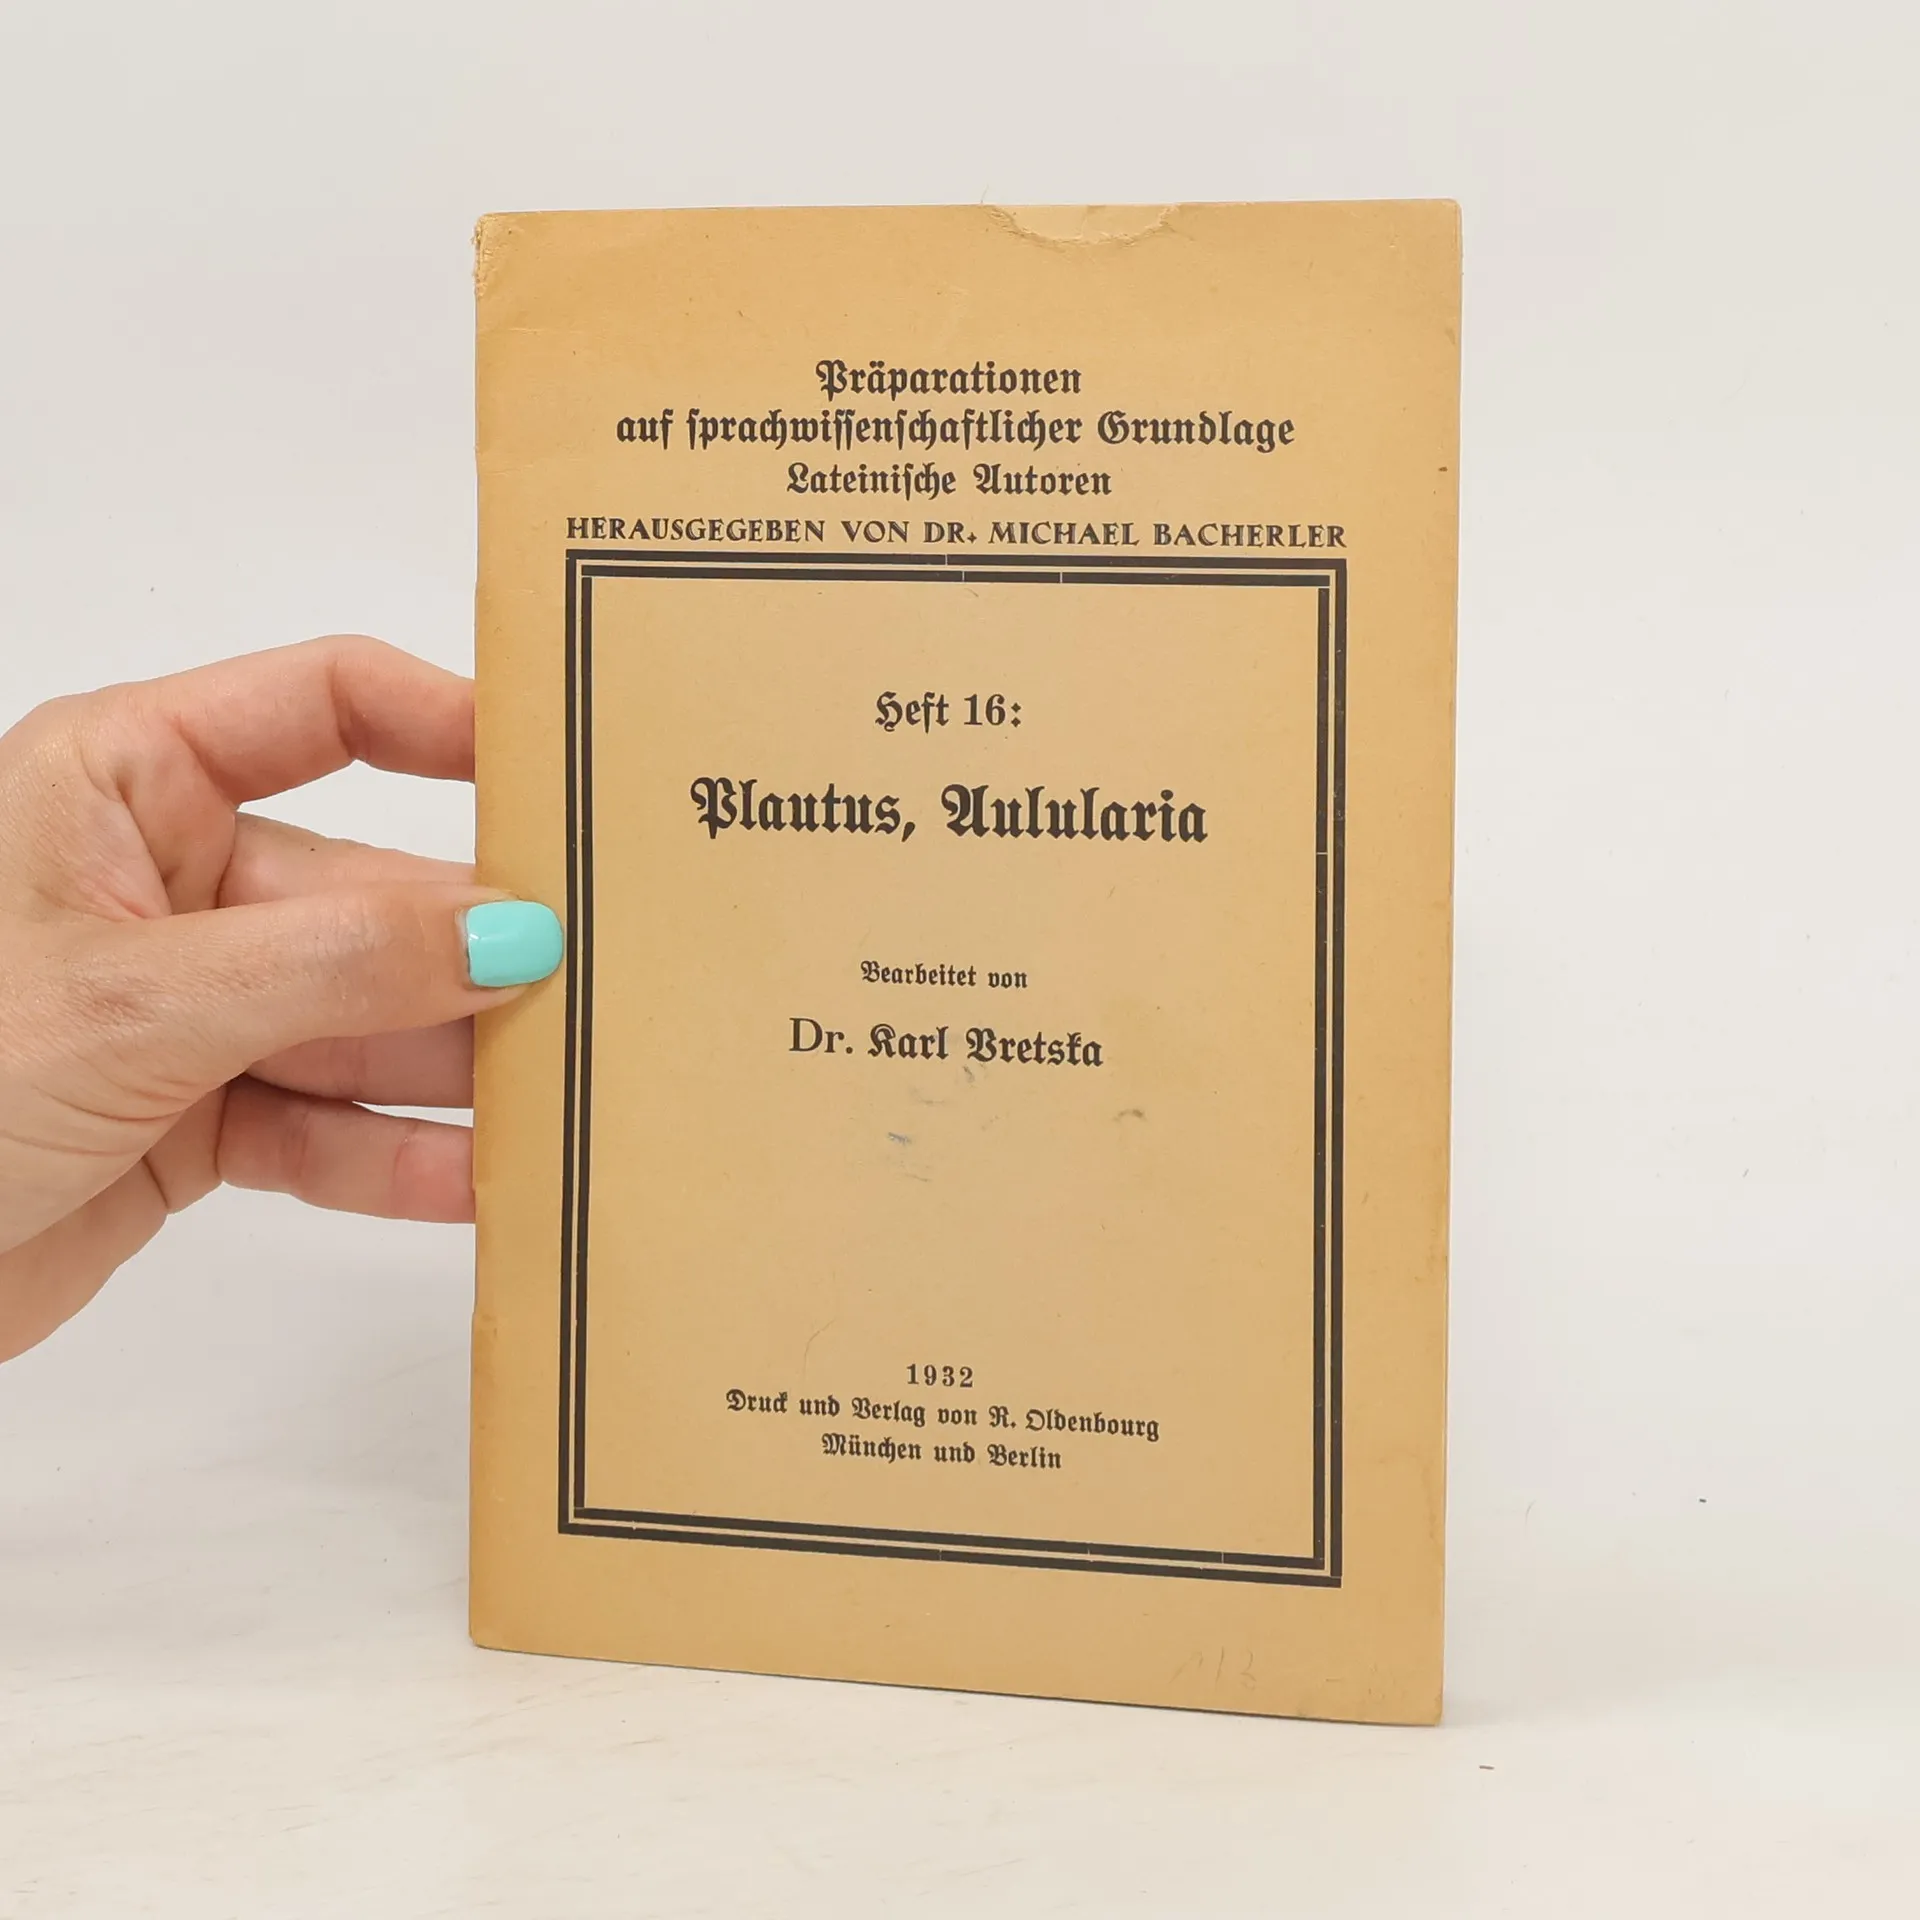 Präparationen
auf sprachwissenschaftlicher Grundlage
Lateinische Autoren
HERAUSGEGEBEN VON DR. MICHAEL BACHERLER
Heft 16:
Plautus, Aulularia
Bearbeitet von
Dr. Karl Vretska
1932
Druck und Verlag von R. Oldenbourg
München und Berlin